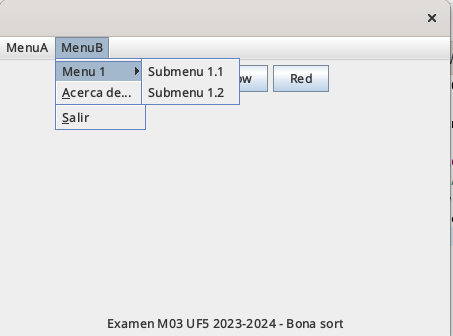 MenuA MenuB
Menu 1 Submenu 1.1
Acerca de... Submenu 1.2
Red
Salir
Examen M03 UF5 2023-2024 - Bona sort